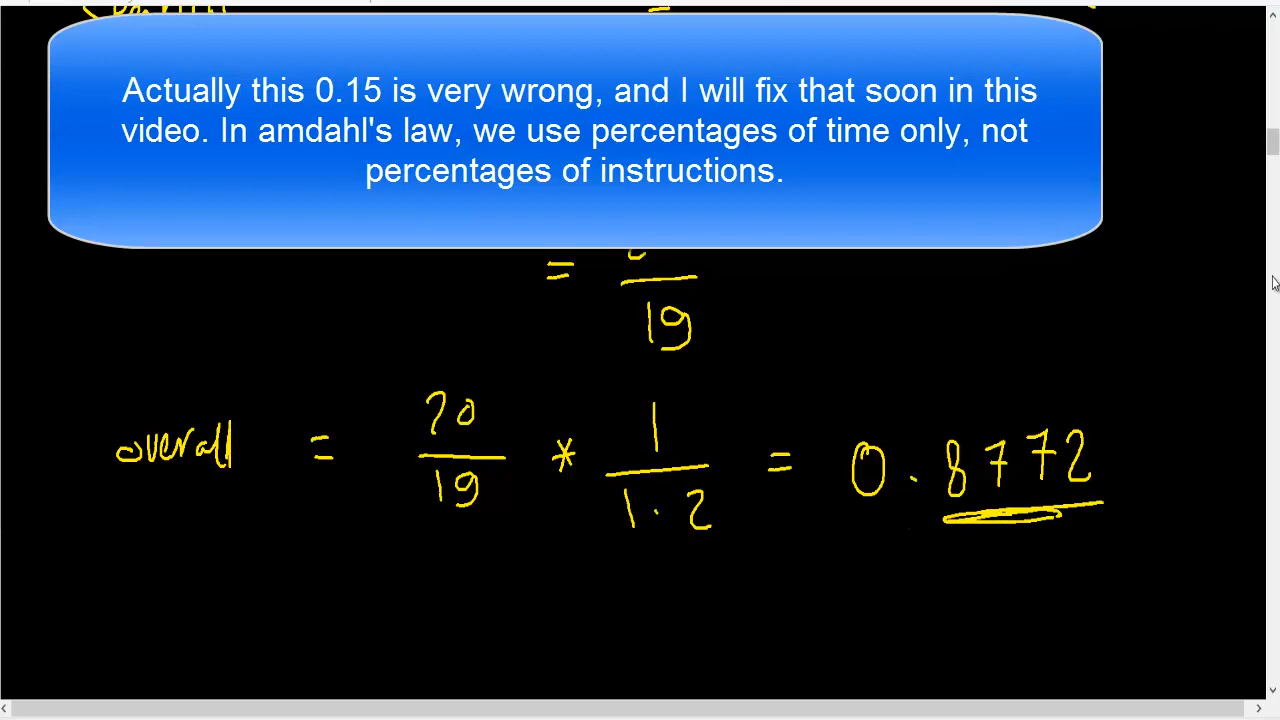 Actually this 0.15 is very wrong, and I will fix that soon in this
video. In amdahl's law, we use percentages of time only, not
percentages of instructions.
= 
19
overall = 20/19 * 1/1.2 = 0.8772